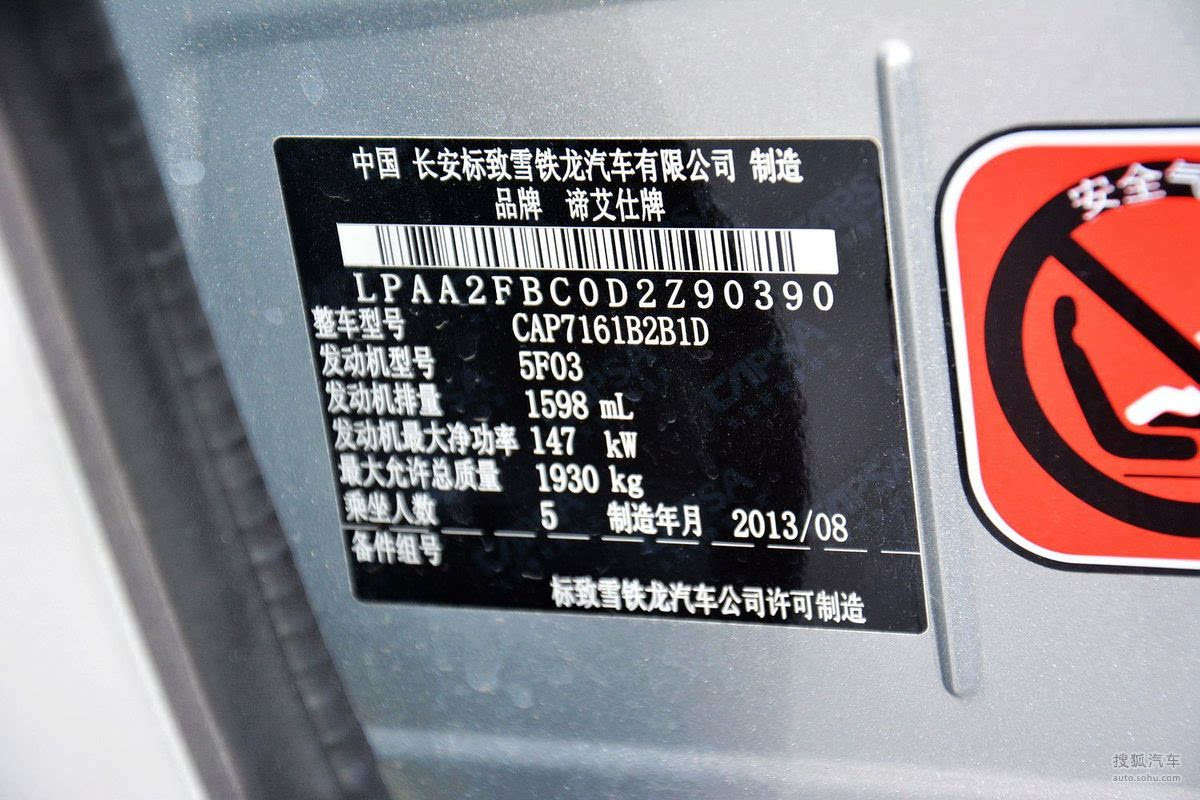 中国 长安标致雪铁龙汽车有限公司 制造
品牌 谛艾仕牌
LPAA2FBC0D2Z90390
整车型号 CAP7161B2B1D
发动机型号 5F03
发动机排量 1598 mL
发动机最大净功率 147 kW
最大允许总质量 1930 kg
乘坐人数 5 制造年月 2013/08
备件组号
标致雪铁龙汽车公司许可制造
安全气
搜狐汽车
auto.sohu.com